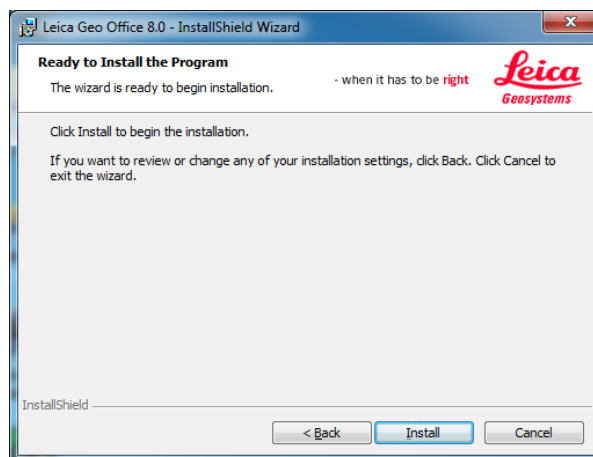 Leica Geo Office 8.0 - InstallShield Wizard
Ready to Install the Program
The wizard is ready to begin installation.
- when it has to be right
Leica
Geosystems
Click Install to begin the installation.
If you want to review or change any of your installation settings, click Back. Click Cancel to
exit the wizard.
InstallShield
< Back
Install
Cancel